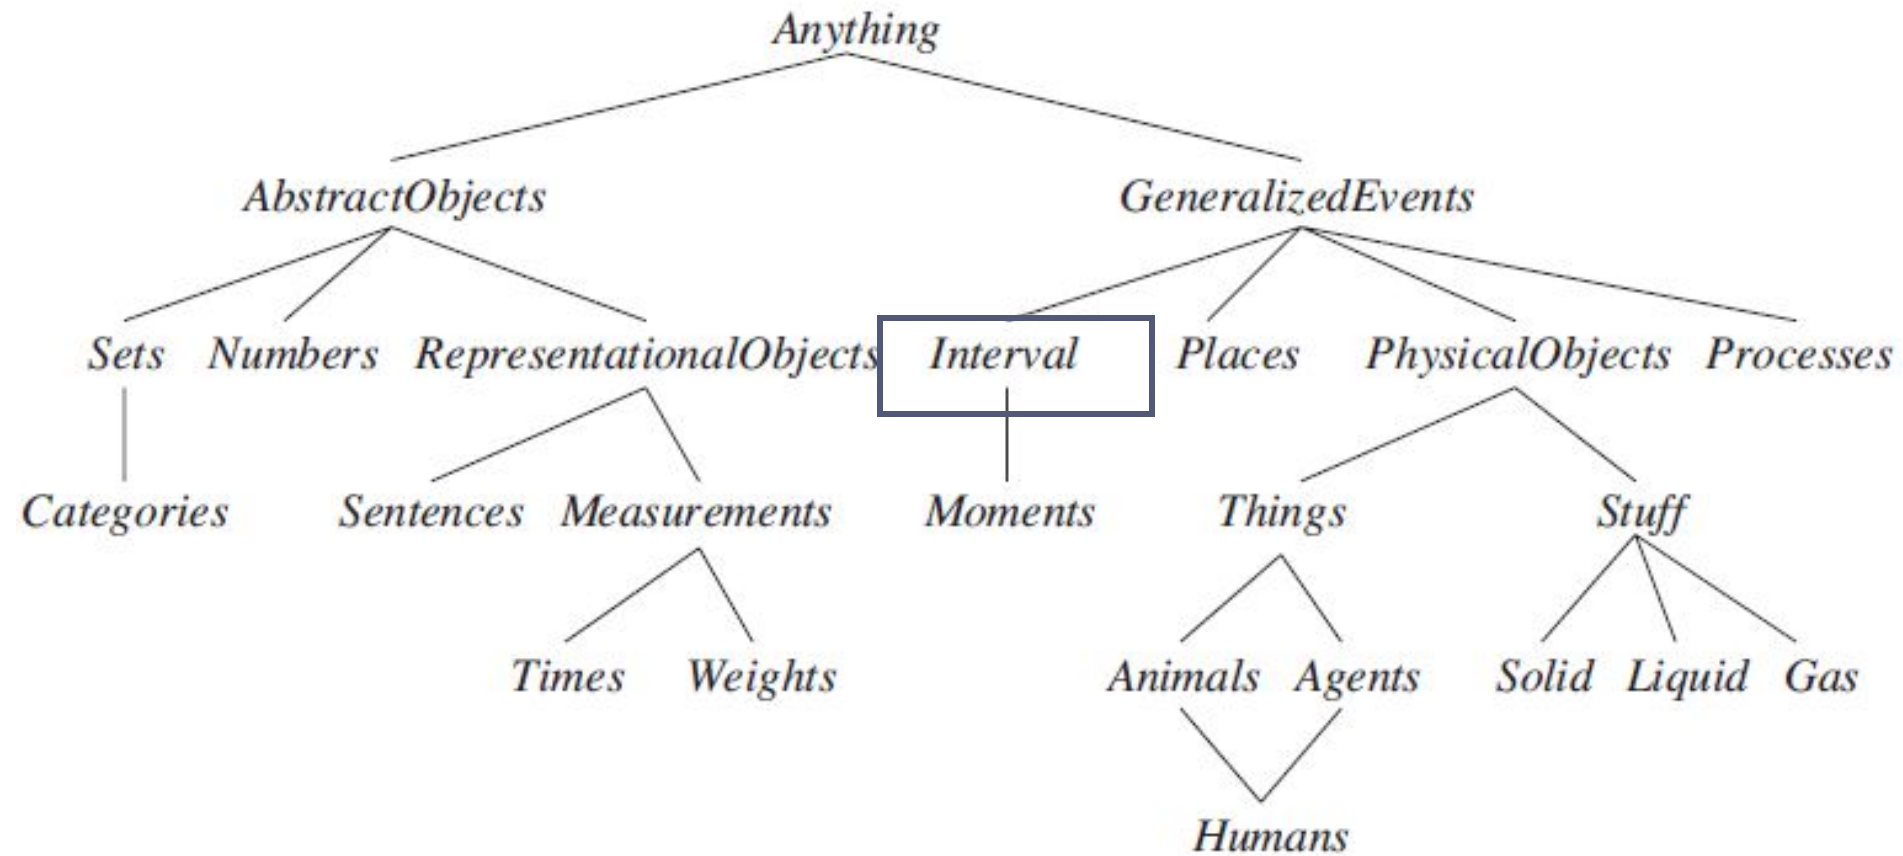 Anything
AbstractObjects GeneralizedEvents
Sets Numbers RepresentationalObjects Interval Places PhysicalObjects Processes
Categories Sentences Measurements Moments Things Stuff
Times Weights Animals Agents Solid Liquid Gas
Humans